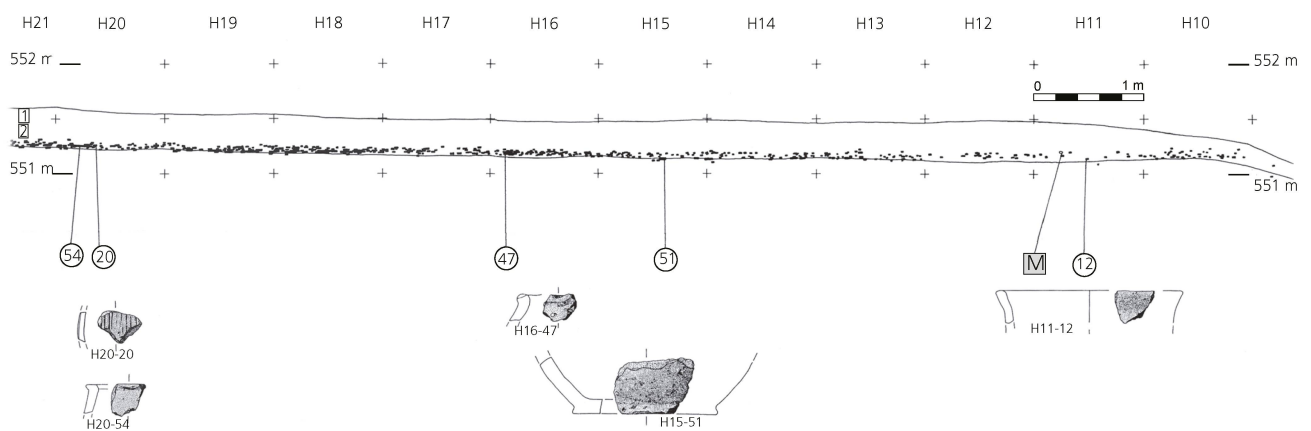 H21 H20 H19 H18 H17 H16 H15 H14 H13 H12 H11 H10
552 m 552 m
0 1 m
1
2
551 m 551 m
54 20 47 51 M 12
H16-47 H11-12
H20-20
H20-54 H15-51